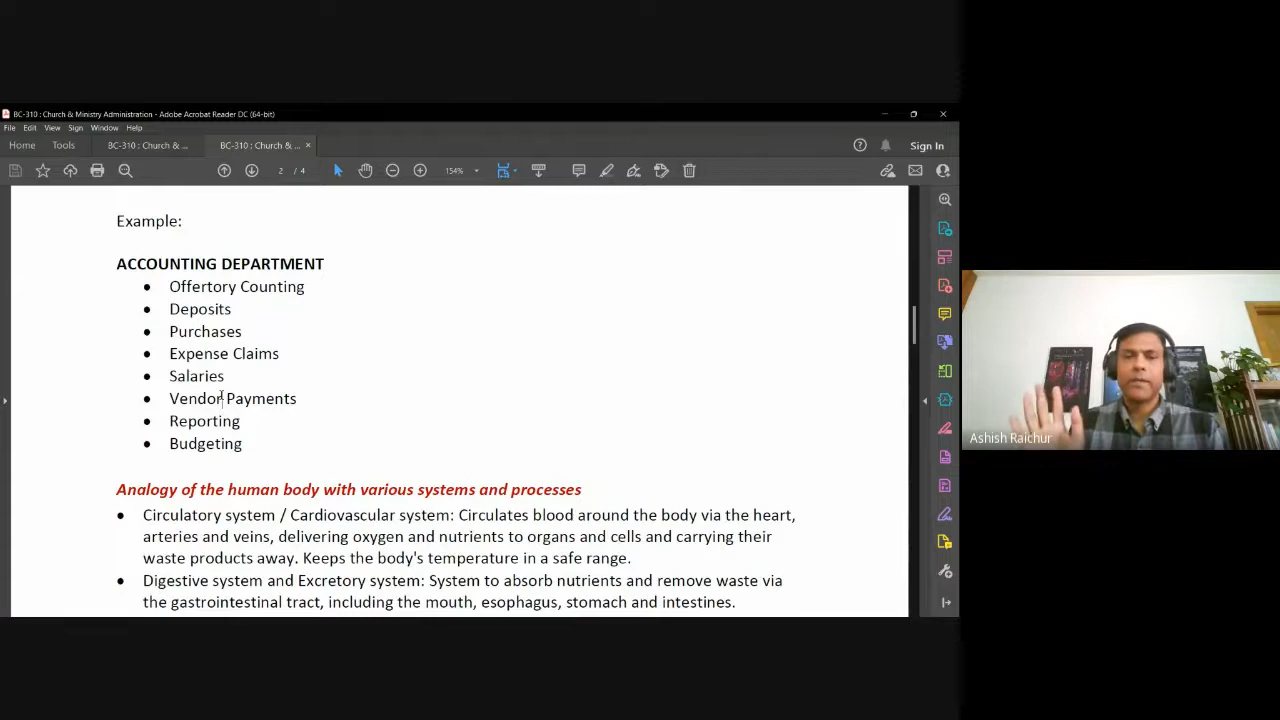 BC-310 : Church & Ministry Administration - Adobe Acrobat Reader DC (64-bit)
File Edit View Sign Window Help
Home Tools BC-310 : Church & ... BC-310 : Church & ... × Sign In
2 / 4 154%
Example:
ACCOUNTING DEPARTMENT
• Offertory Counting
• Deposits
• Purchases
• Expense Claims
• Salaries
• Vendor Payments
• Reporting
• Budgeting
Analogy of the human body with various systems and processes
• Circulatory system / Cardiovascular system: Circulates blood around the body via the heart,
arteries and veins, delivering oxygen and nutrients to organs and cells and carrying their
waste products away. Keeps the body's temperature in a safe range.
• Digestive system and Excretory system: System to absorb nutrients and remove waste via
the gastrointestinal tract, including the mouth, esophagus, stomach and intestines.
Ashish Raichur